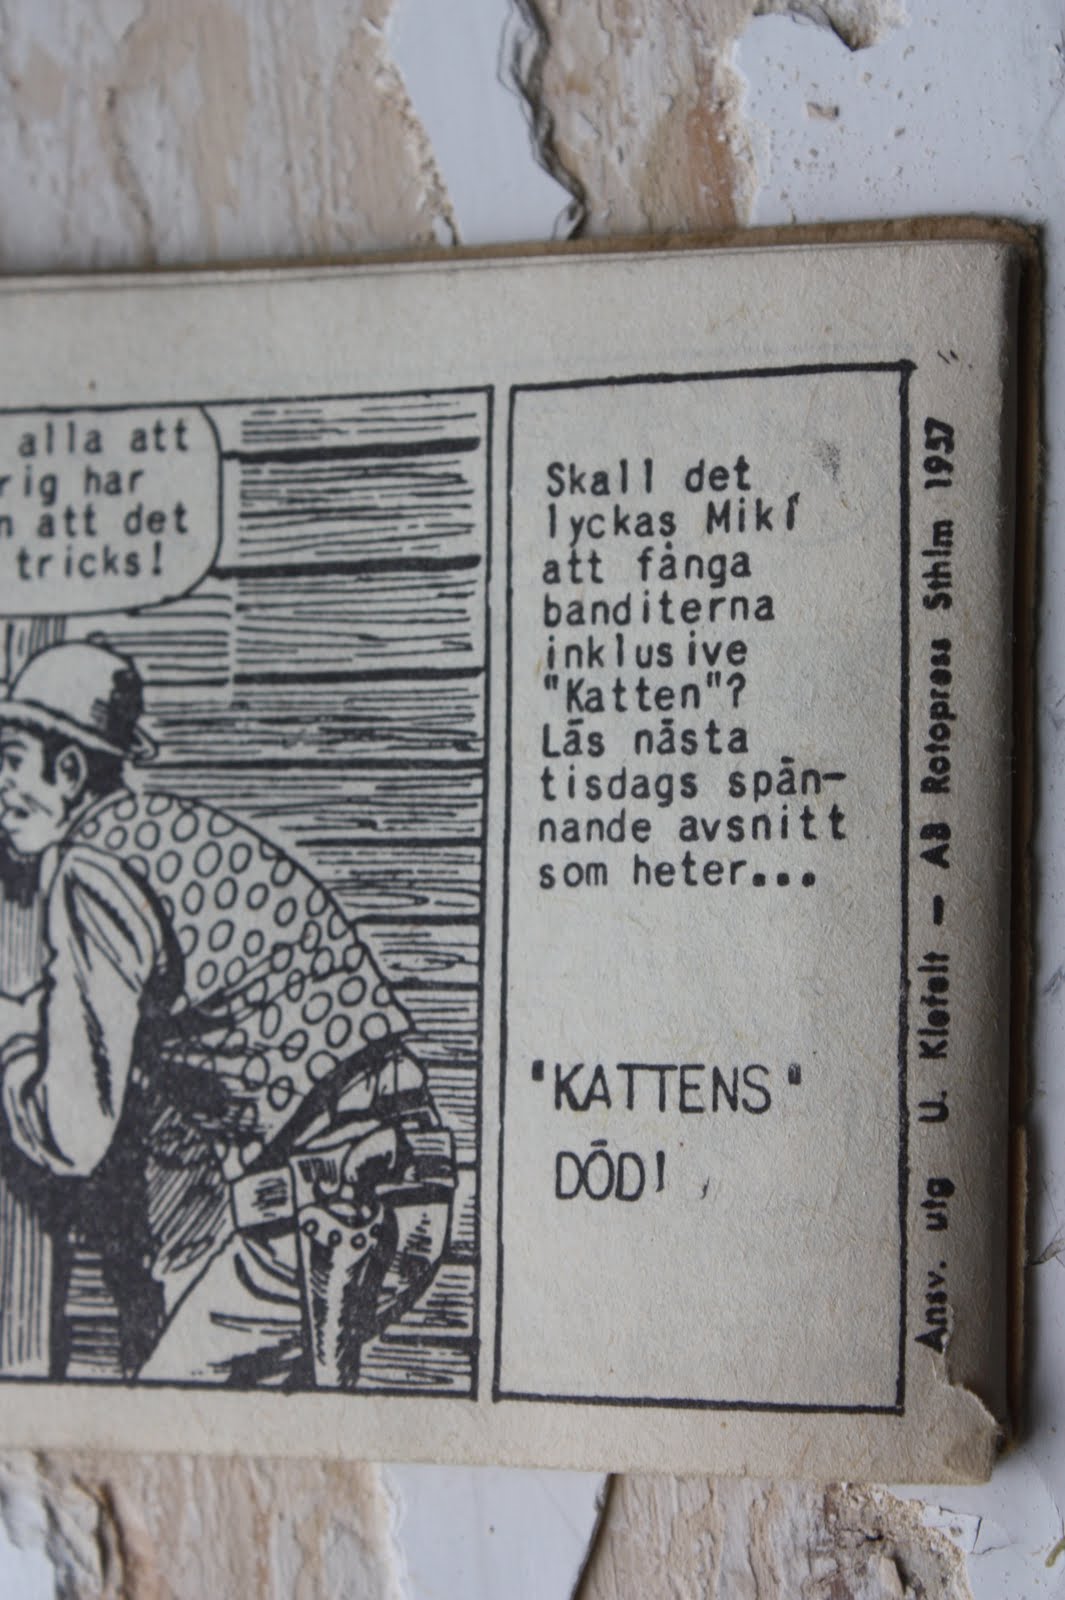 alla att
rig har
n att det
tricks!
Skall det
lyckas Miki
att fånga
banditerna
inklusive
"Katten"?
Läs nästa
tisdags spän-
nande avsnitt
som heter...
"KATTENS"
DÖD!
Ansv. utg U. Klefelt – AB Rotopress Sthlm 1957